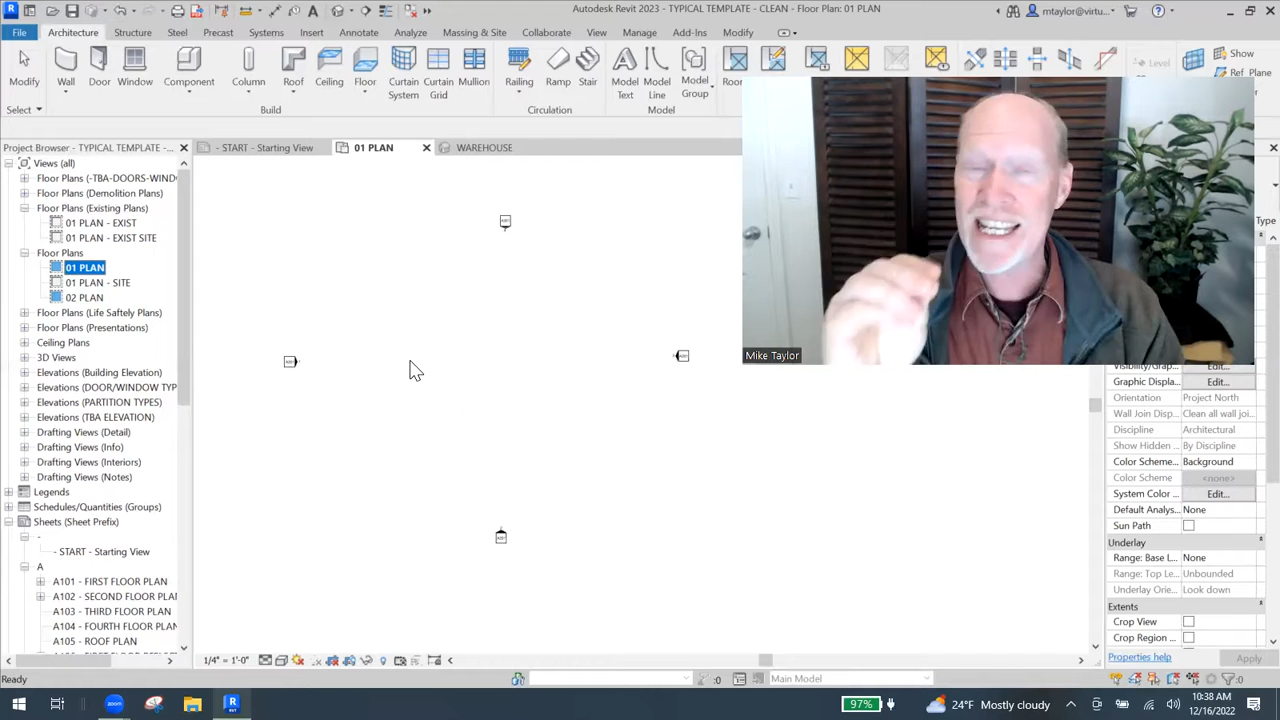 Autodesk Revit 2023 - TYPICAL TEMPLATE - CLEAN - Floor Plan: 01 PLAN
mtaylor@virtu...
File Architecture Structure Steel Precast Systems Insert Annotate Analyze Massing & Site Collaborate View Manage Add-Ins Modify
Modify Wall Door Window Component Column Roof Ceiling Floor Curtain System Curtain Grid Mullion Railing Ramp Stair Model Text Model Line Model Group Level Show
Ref Plane
Select Build Circulation Model
Project Browser - TYPICAL TEMPLATE -...
- START - Starting View
01 PLAN
WAREHOUSE
Views (all)
Floor Plans (-TBA-DOORS-WIND
Floor Plans (Demolition Plans)
Floor Plans (Existing Plans)
01 PLAN - EXIST
01 PLAN - EXIST SITE
Floor Plans
01 PLAN
01 PLAN - SITE
02 PLAN
Floor Plans (Life Saftely Plans)
Floor Plans (Presentations)
Ceiling Plans
3D Views
Elevations (Building Elevation)
Elevations (DOOR/WINDOW TYP
Elevations (PARTITION TYPES)
Elevations (TBA ELEVATION)
Drafting Views (Detail)
Drafting Views (Info)
Drafting Views (Interiors)
Drafting Views (Notes)
Legends
Schedules/Quantities (Groups)
Sheets (Sheet Prefix)
-
- START - Starting View
A
A101 - FIRST FLOOR PLAN
A102 - SECOND FLOOR PLAN
A103 - THIRD FLOOR PLAN
A104 - FOURTH FLOOR PLAN
A105 - ROOF PLAN
Mike Taylor
Visibility/Grap... Edit...
Graphic Displa... Edit...
Orientation Project North
Wall Join Disp... Clean all wall joi...
Discipline Architectural
Show Hidden ... By Discipline
Color Scheme... Background
Color Scheme <none>
System Color ... Edit...
Default Analys... None
Sun Path
Underlay
Range: Base L... None
Range: Top Le... Unbounded
Underlay Orie... Look down
Extents
Crop View
Crop Region ...
Properties help Apply
1/4" = 1'-0"
Ready
:0
Main Model
:0
97%
24°F Mostly cloudy
10:38 AM
12/16/2022